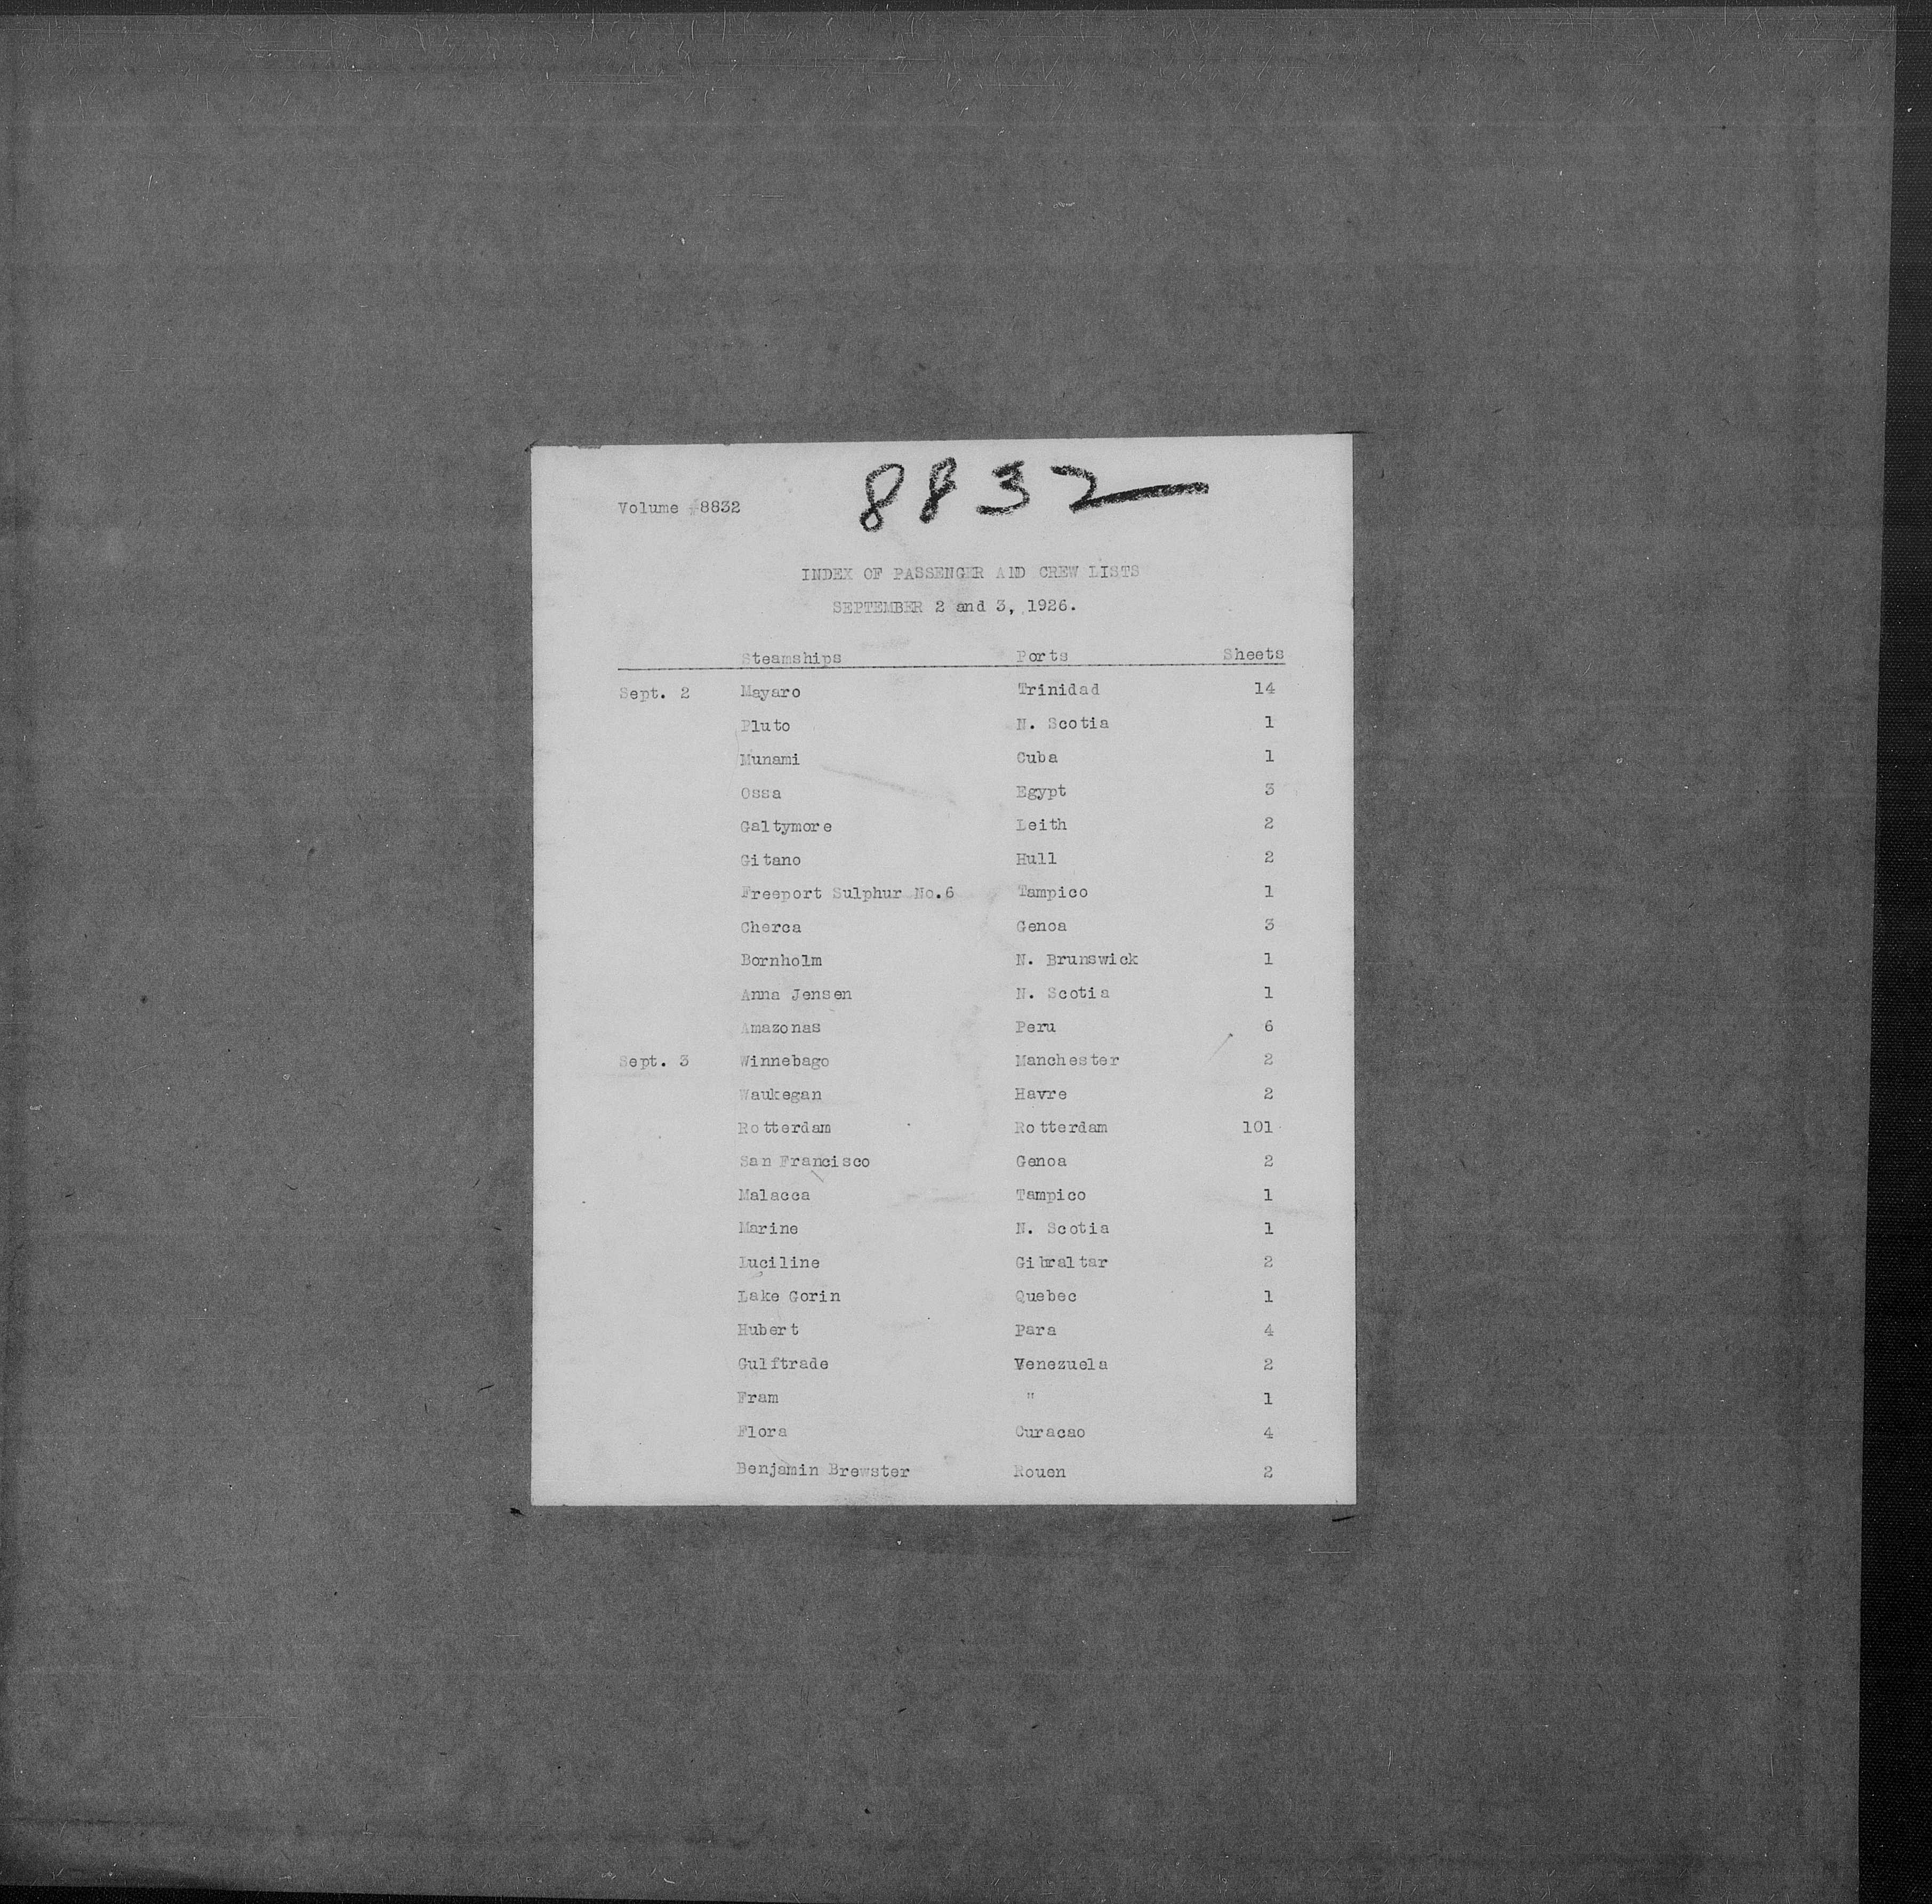 8832
Volume #8832
INDEX OF PASSENGER AND CREW LISTS
SEPTEMBER 2 and 3, 1926.
Steamships Ports Sheets
Sept. 2 Mayaro Trinidad 14
Pluto N. Scotia 1
Munami Cuba 1
Ossa Egypt 3
Galtymore Leith 2
Gitano Hull 2
Freeport Sulphur No.6 Tampico 1
Cherca Genoa 3
Bornholm N. Brunswick 1
Anna Jensen N. Scotia 1
Amazonas Peru 6
Sept. 3 Winnebago Manchester 2
Waukegan Havre 2
Rotterdam Rotterdam 101
San Francisco Genoa 2
Malacca Tampico 1
Marine N. Scotia 1
Luciline Gibraltar 2
Lake Gorin Quebec 1
Hubert Para 4
Gulftrade Venezuela 2
Fram " 1
Flora Curacao 4
Benjamin Brewster Rouen 2